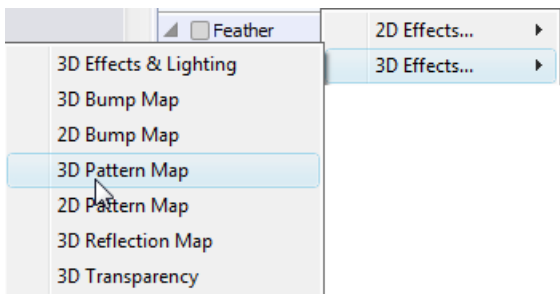 Feather
2D Effects...
3D Effects...
3D Effects & Lighting
3D Bump Map
2D Bump Map
3D Pattern Map
2D Pattern Map
3D Reflection Map
3D Transparency